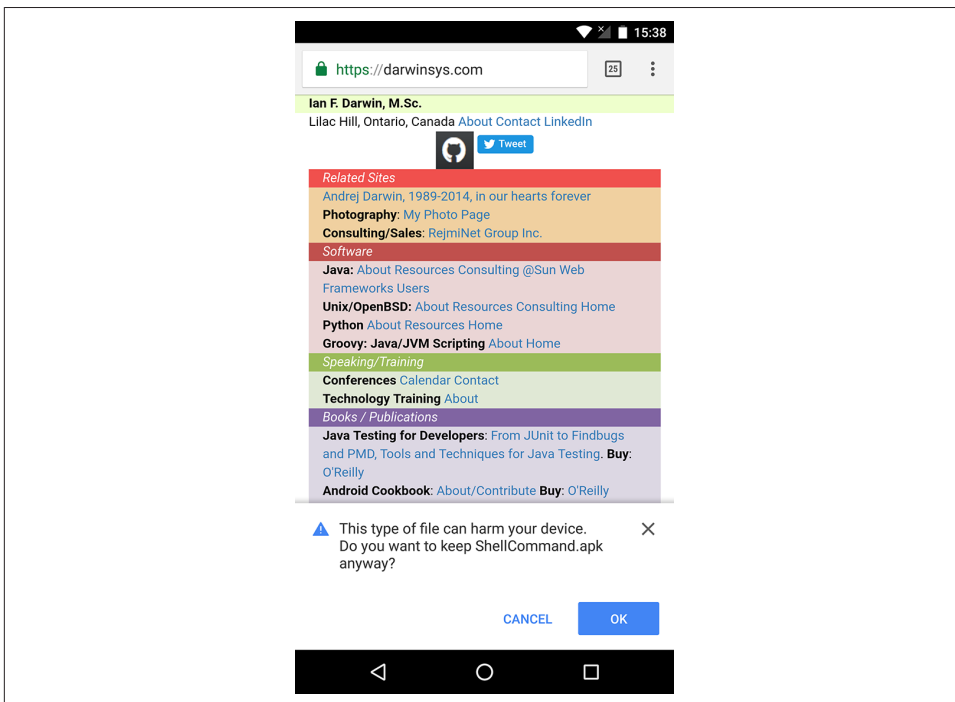 15:38
https://darwinsys.com
25
Ian F. Darwin, M.Sc.
Lilac Hill, Ontario, Canada About Contact LinkedIn
Tweet
Related Sites
Andrej Darwin, 1989-2014, in our hearts forever
Photography: My Photo Page
Consulting/Sales: RejmiNet Group Inc.
Software
Java: About Resources Consulting @Sun Web
Frameworks Users
Unix/OpenBSD: About Resources Consulting Home
Python About Resources Home
Groovy: Java/JVM Scripting About Home
Speaking/Training
Conferences Calendar Contact
Technology Training About
Books / Publications
Java Testing for Developers: From JUnit to Findbugs
and PMD, Tools and Techniques for Java Testing. Buy:
O'Reilly
Android Cookbook: About/Contribute Buy: O'Reilly
This type of file can harm your device.
Do you want to keep ShellCommand.apk
anyway?
CANCEL OK